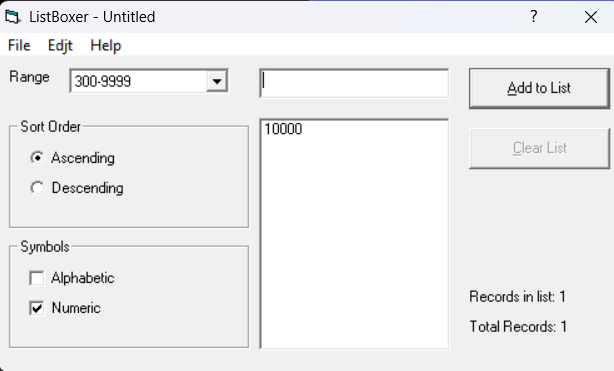 ListBoxer - Untitled
File Edjt Help
Range 300-9999
Add to List
Sort Order
10000
Ascending
Clear List
Descending
Symbols
Alphabetic
Numeric
Records in list: 1
Total Records: 1